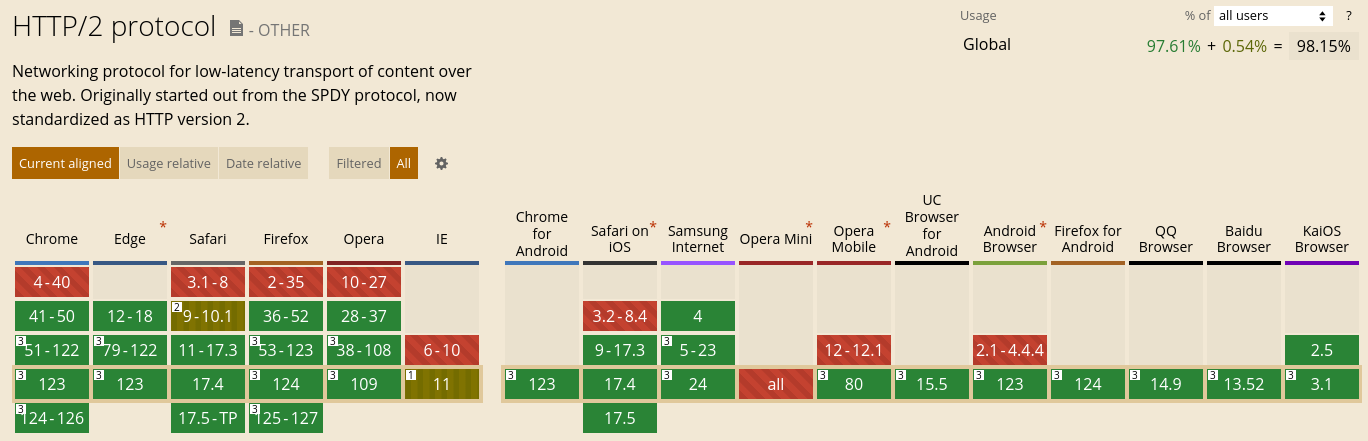 HTTP/2 protocol - OTHER
Usage % of all users ?
Global 97.61% + 0.54% = 98.15%
Networking protocol for low-latency transport of content over
the web. Originally started out from the SPDY protocol, now
standardized as HTTP version 2.
Current aligned Usage relative Date relative Filtered All
Chrome
Edge *
Safari
Firefox
Opera
IE
Chrome
for
Android
Safari on *
iOS
Samsung
Internet
Opera Mini *
Opera *
Mobile
UC
Browser
for
Android
Android *
Browser
Firefox for
Android
QQ
Browser
Baidu
Browser
KaiOS
Browser
4-40 3.1-8 2-35 10-27
41-50 12-18 2 9-10.1 36-52 28-37 3.2-8.4 4
3 51-122 3 79-122 11-17.3 3 53-123 3 38-108 6-10 9-17.3 3 5-23 12-12.1 2.1-4.4.4 2.5
3 123 3 123 17.4 3 124 3 109 1 11 3 123 17.4 3 24 all 3 80 3 15.5 3 123 3 124 3 14.9 3 13.52 3 3.1
3 124-126 17.5-TP 3 125-127 17.5